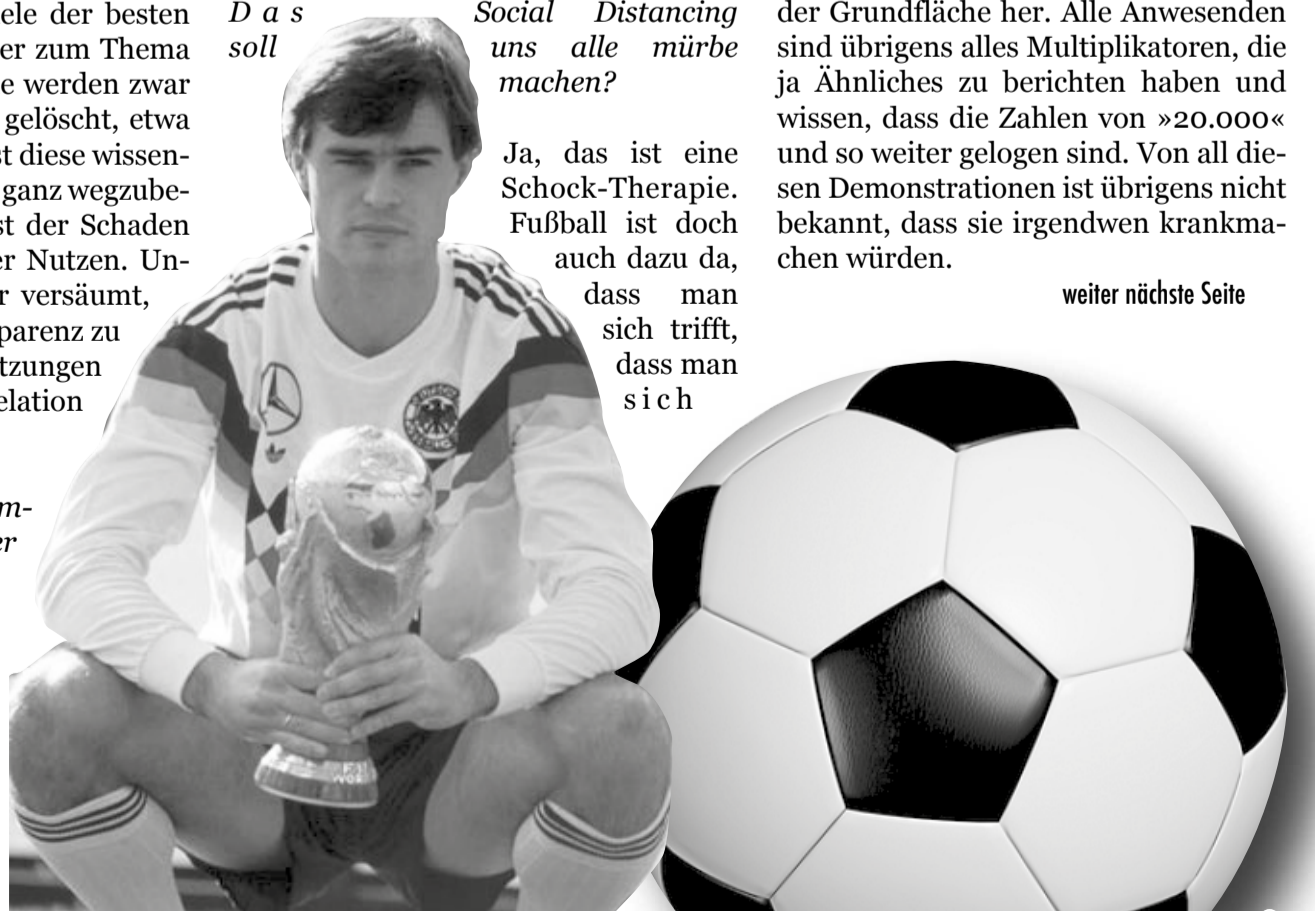 ele der besten
er zum Thema
e werden zwar
gelöscht, etwa
st diese wissen-
ganz wegzube-
st der Schaden
er Nutzen. Un-
r versäumt,
parenz zu
tzungen
elation
m-
er
Das
soll
Social Distancing
uns alle mürbe
machen?
Ja, das ist eine
Schock-Therapie.
Fußball ist doch
auch dazu da,
dass man
sich trifft,
dass man
sich
der Grundfläche her. Alle Anwesenden
sind übrigens alles Multiplikatoren, die
ja Ähnliches zu berichten haben und
wissen, dass die Zahlen von »20.000«
und so weiter gelogen sind. Von all die-
sen Demonstrationen ist übrigens nicht
bekannt, dass sie irgendwen krankma-
chen würden.
weiter nächste Seite